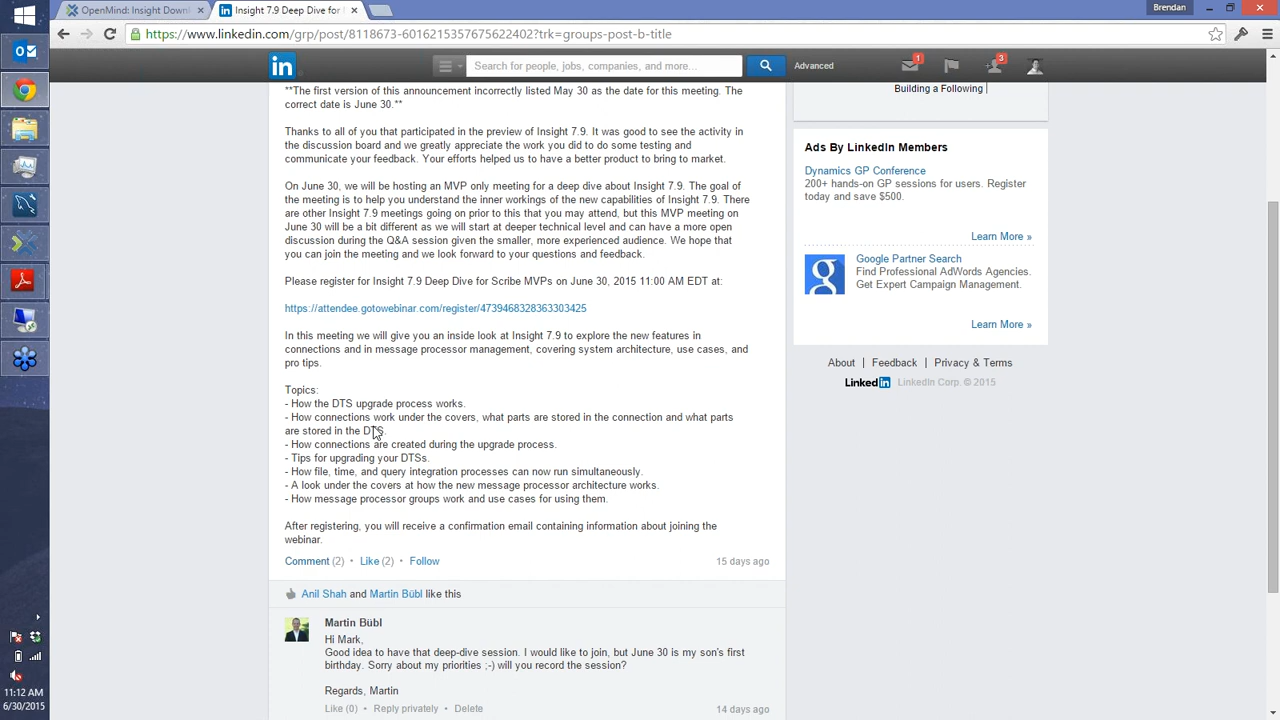 OpenMind: Insight Down
Insight 7.9 Deep Dive for
Brendan
https://www.linkedin.com/grp/post/8118673-6016215357675622402?trk=groups-post-b-title
in
Search for people, jobs, companies, and more...
Advanced
1
3
**The first version of this announcement incorrectly listed May 30 as the date for this meeting. The
correct date is June 30.**
Thanks to all of you that participated in the preview of Insight 7.9. It was good to see the activity in
the discussion board and we greatly appreciate the work you did to do some testing and
communicate your feedback. Your efforts helped us to have a better product to bring to market.
On June 30, we will be hosting an MVP only meeting for a deep dive about Insight 7.9. The goal of
the meeting is to help you understand the inner workings of the new capabilities of Insight 7.9. There
are other Insight 7.9 meetings going on prior to this that you may attend, but this MVP meeting on
June 30 will be a bit different as we will start at deeper technical level and can have a more open
discussion during the Q&A session given the smaller, more experienced audience. We hope that
you can join the meeting and we look forward to your questions and feedback.
Please register for Insight 7.9 Deep Dive for Scribe MVPs on June 30, 2015 11:00 AM EDT at:
https://attendee.gotowebinar.com/register/4739468328363303425
In this meeting we will give you an inside look at Insight 7.9 to explore the new features in
connections and in message processor management, covering system architecture, use cases, and
pro tips.
Topics:
- How the DTS upgrade process works.
- How connections work under the covers, what parts are stored in the connection and what parts
are stored in the DTS.
- How connections are created during the upgrade process.
- Tips for upgrading your DTSs.
- How file, time, and query integration processes can now run simultaneously.
- A look under the covers at how the new message processor architecture works.
- How message processor groups work and use cases for using them.
After registering, you will receive a confirmation email containing information about joining the
webinar.
Comment (2) • Like (2) • Follow
15 days ago
Anil Shah and Martin Bübl like this
Martin Bübl
Hi Mark,
Good idea to have that deep-dive session. I would like to join, but June 30 is my son's first
birthday. Sorry about my priorities ;-) will you record the session?
Regards, Martin
Like (0) • Reply privately • Delete
14 days ago
Building a Following |
Ads By LinkedIn Members
Dynamics GP Conference
200+ hands-on GP sessions for users. Register
today and save $500.
Learn More »
Google Partner Search
Find Professional AdWords Agencies.
Get Expert Campaign Management.
Learn More »
About | Feedback | Privacy & Terms
Linked in LinkedIn Corp. © 2015
11:12 AM
6/30/2015